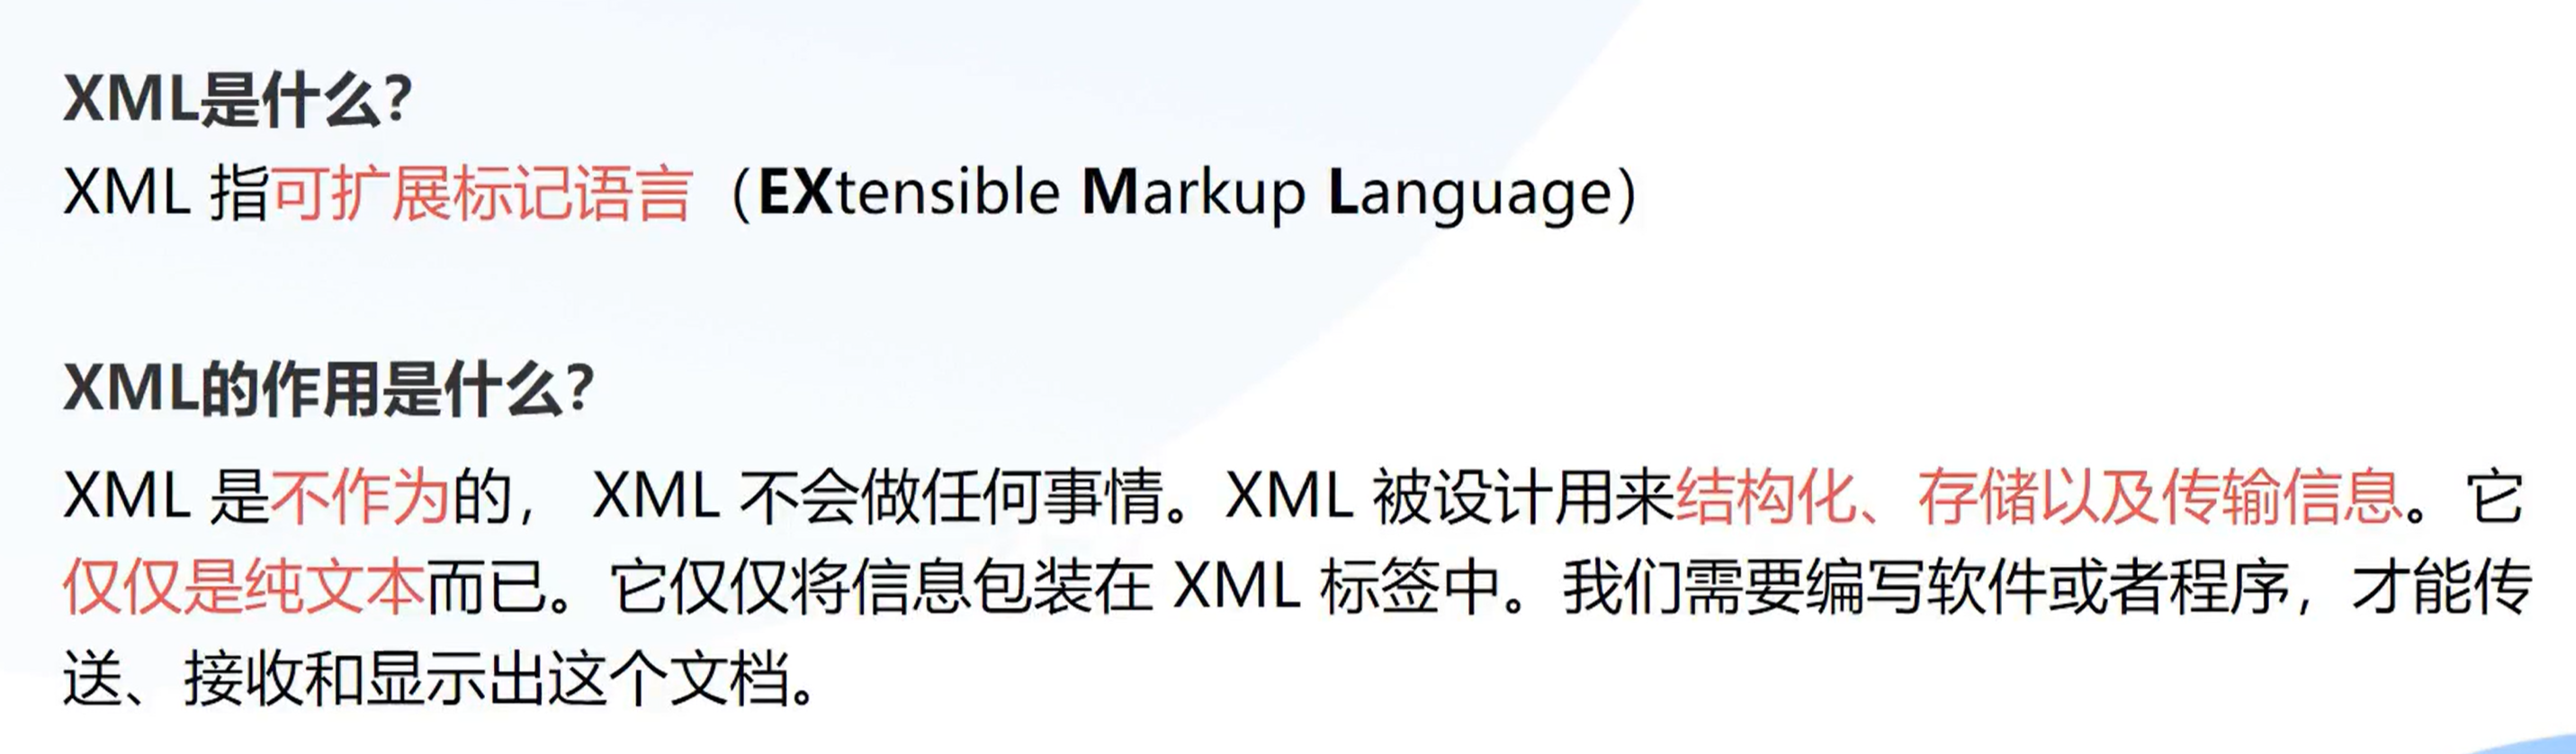 XML是什么?
XML 指可扩展标记语言（EXtensible Markup Language）
XML的作用是什么?
XML 是不作为的， XML 不会做任何事情。XML 被设计用来结构化、存储以及传输信息。它
仅仅是纯文本而已。它仅仅将信息包装在 XML 标签中。我们需要编写软件或者程序，才能传
送、接收和显示出这个文档。